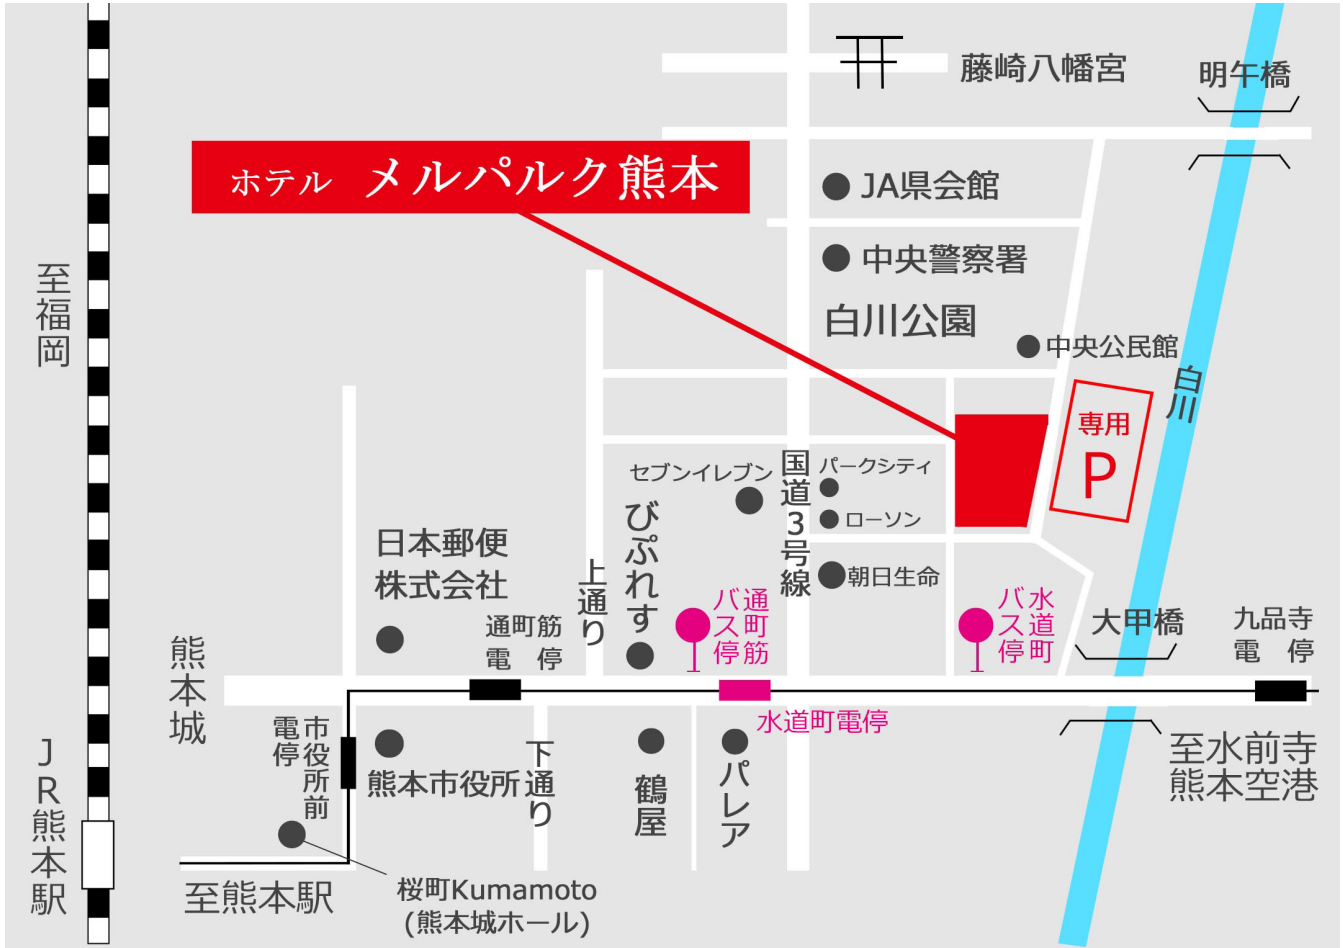 藤崎八幡宮
明午橋
ホテル メルパルク熊本
JA県会館
中央警察署
白川公園
中央公民館
至福岡
白川
専用
P
セブンイレブン
国道3号線
パークシティ
ローソン
朝日生命
びぷれす
日本郵便
株式会社
上通り
通町筋
電停
通町筋
バス停
水道町
バス停
大甲橋
九品寺
電停
熊本城
水道町電停
市役所前
電停
熊本市役所
下通り
鶴屋
パレア
至水前寺
熊本空港
JR熊本駅
至熊本駅
桜町Kumamoto
(熊本城ホール)